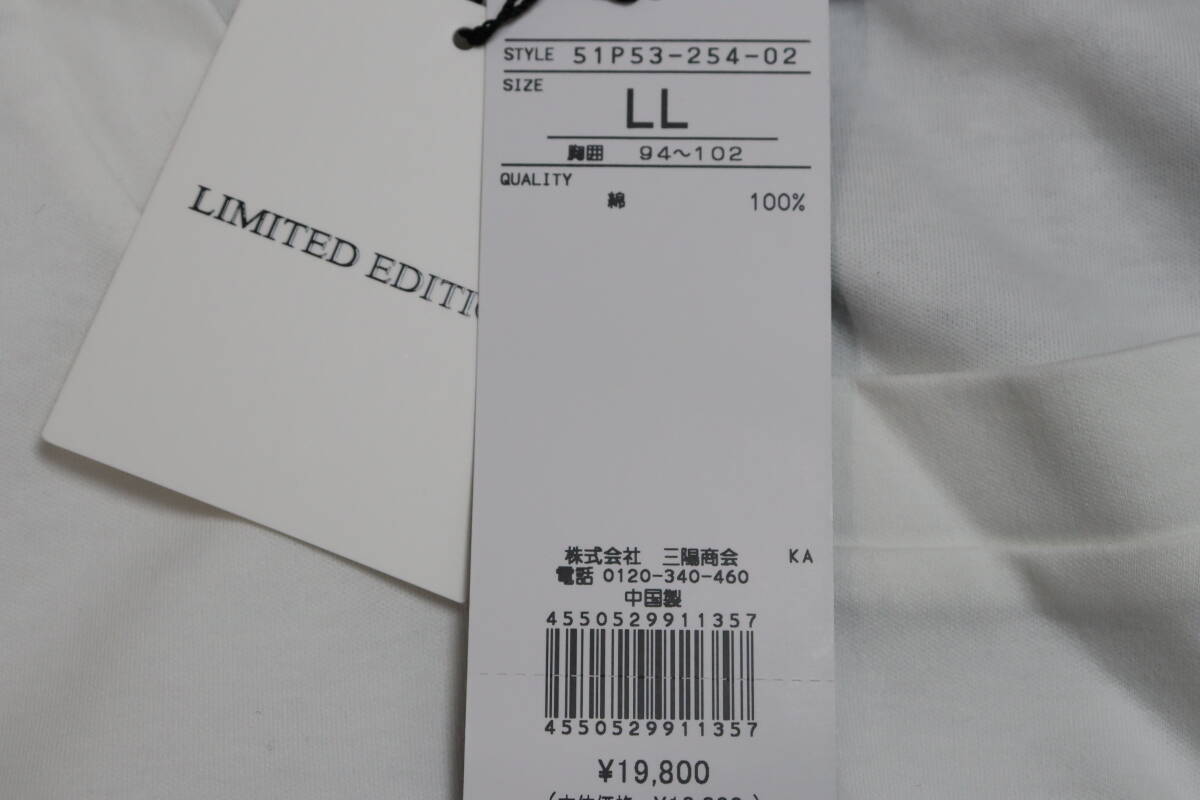 LIMITED EDITIO
STYLE 51P53-254-02
SIZE
LL
胸囲 94~102
QUALITY
綿 100%
株式会社 三陽商会 KA
電話 0120-340-460
中国製
4550529911357
4550529911357
¥19,800